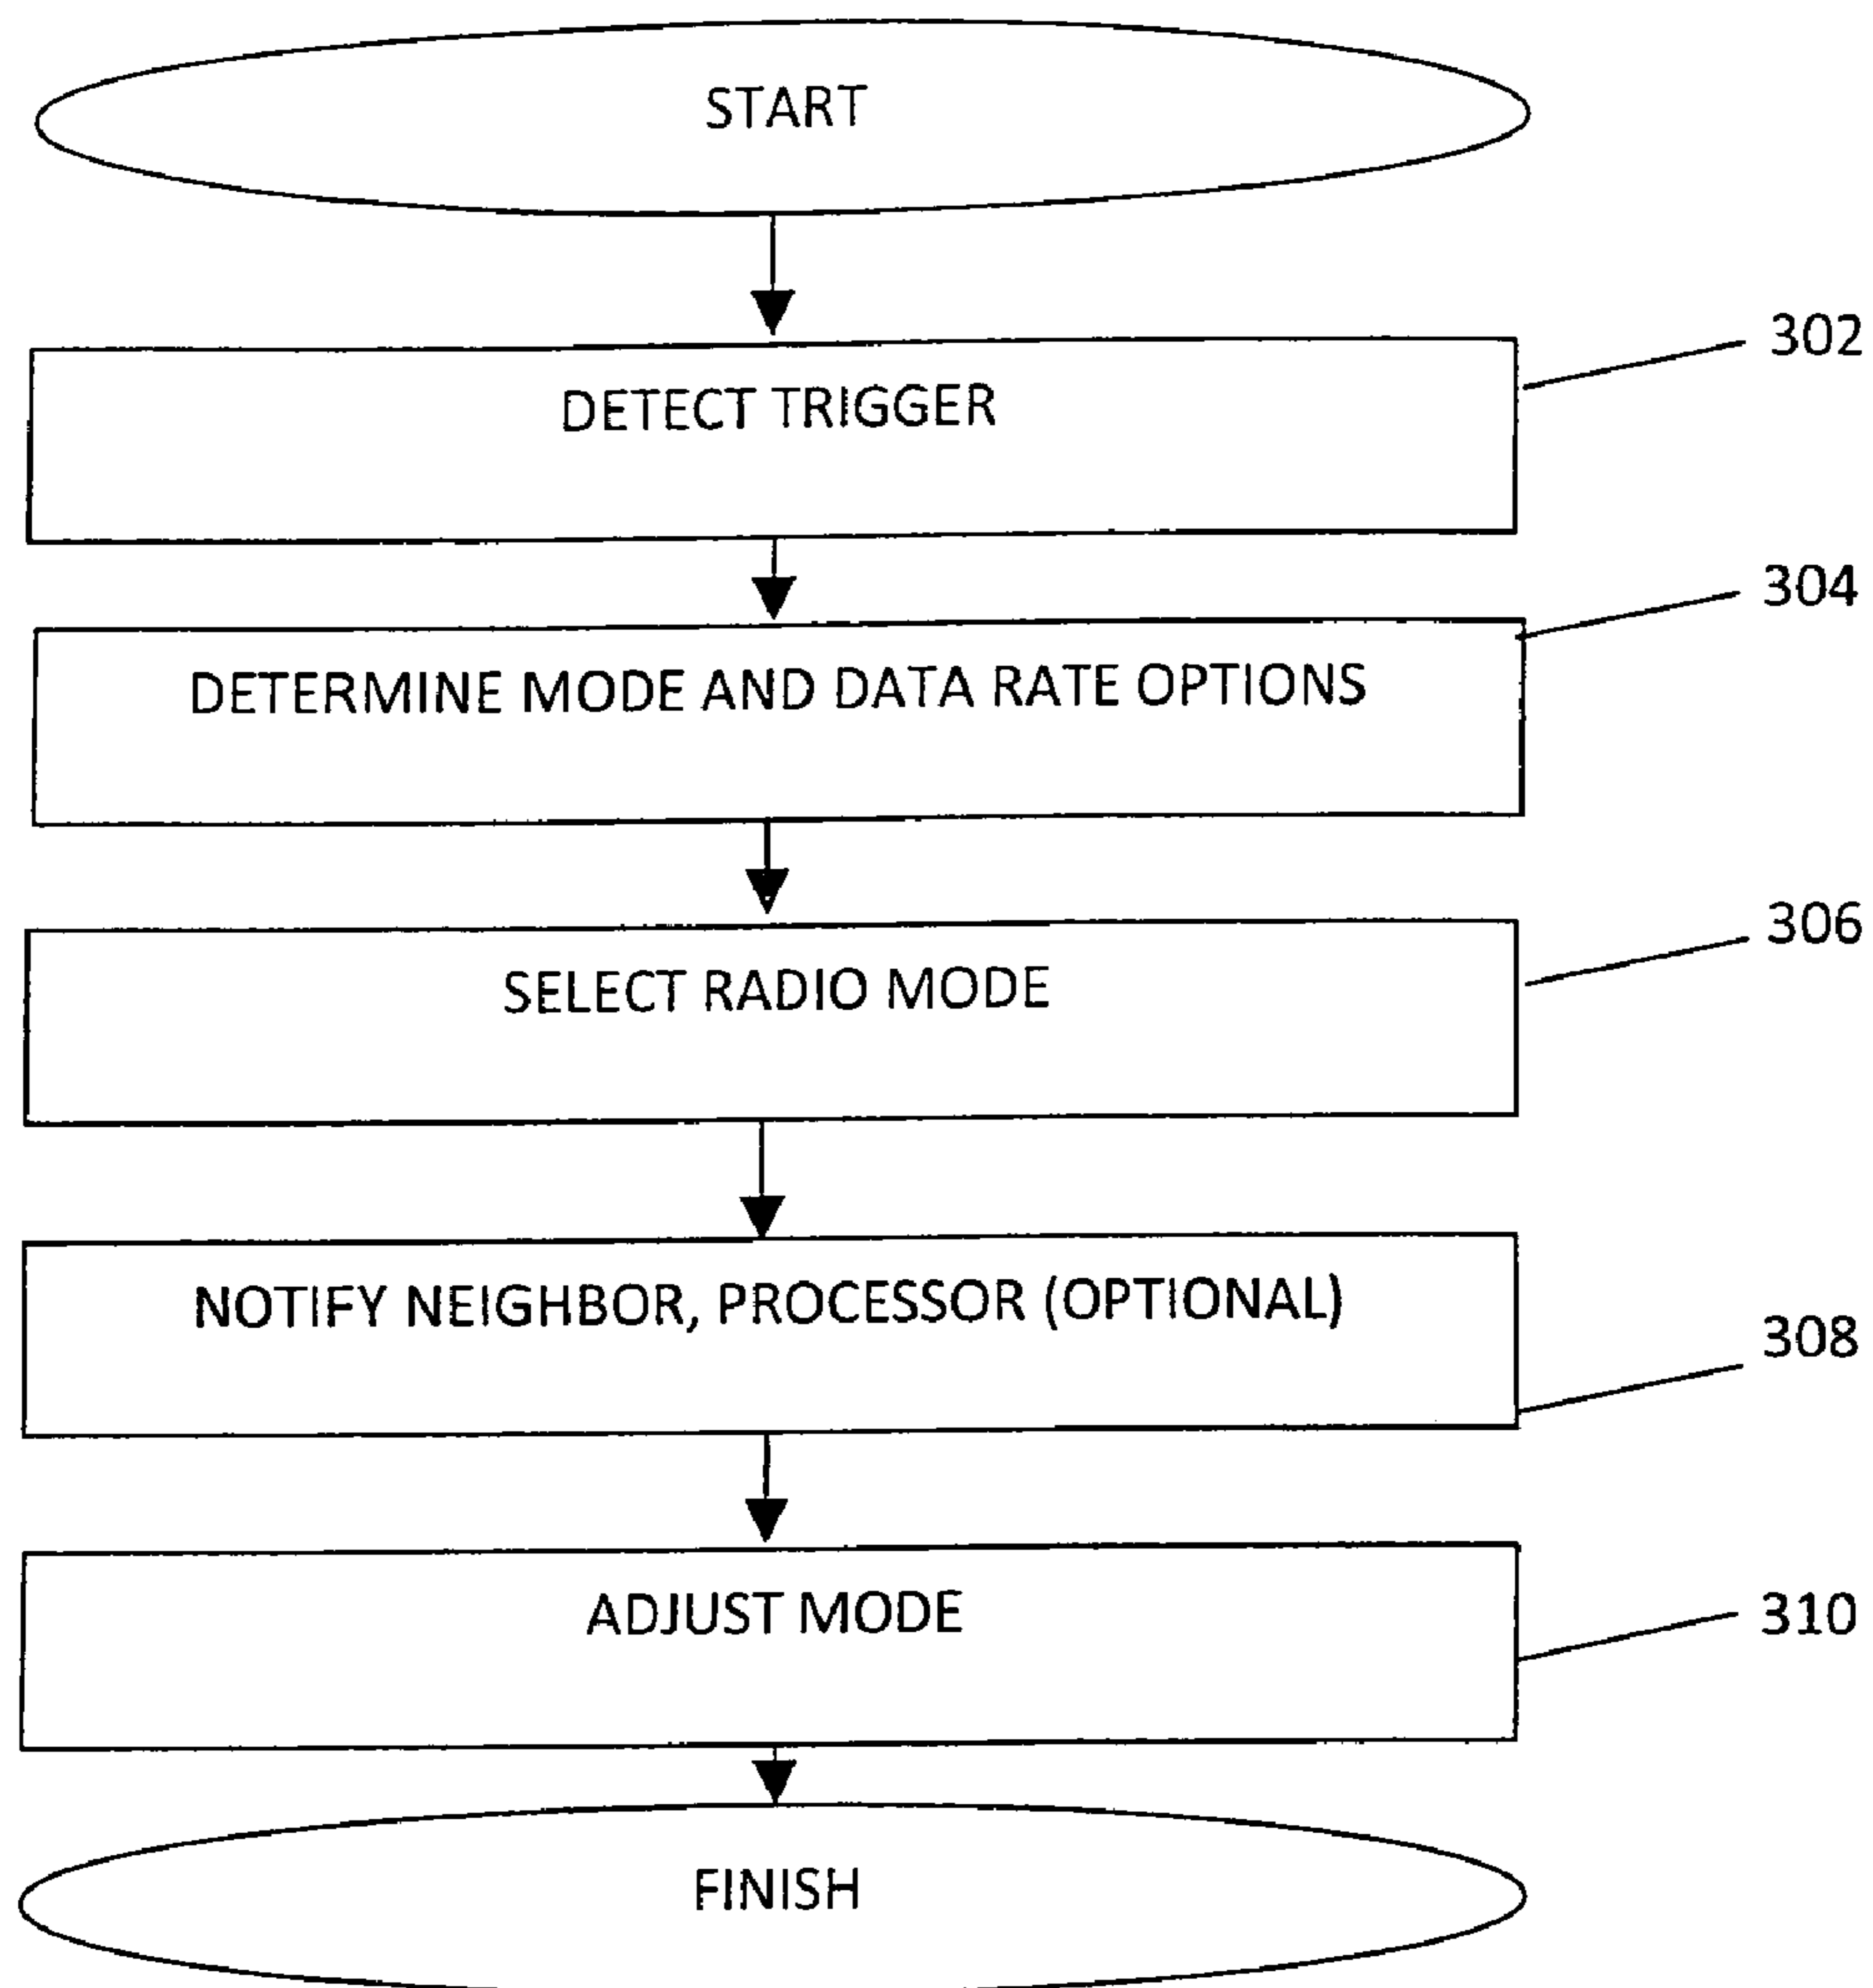 START
302
DETECT TRIGGER
304
DETERMINE MODE AND DATA RATE OPTIONS
306
SELECT RADIO MODE
NOTIFY NEIGHBOR, PROCESSOR (OPTIONAL)
308
ADJUST MODE
310
FINISH